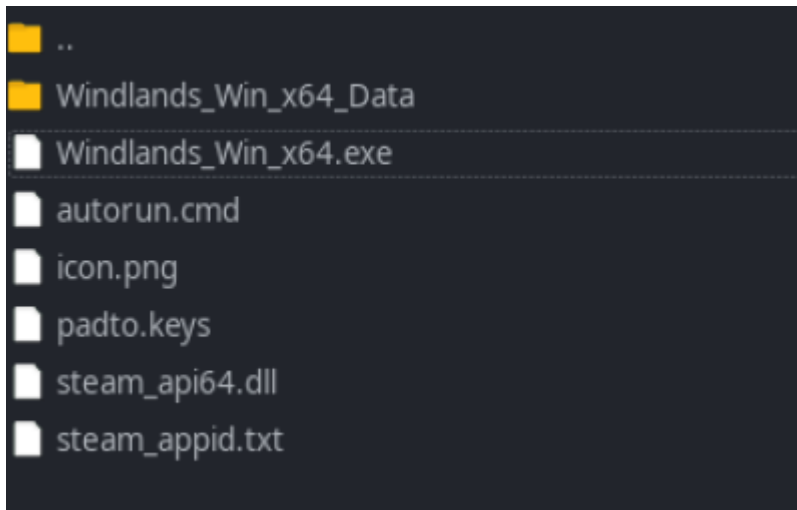 ..
Windlands_Win_x64_Data
Windlands_Win_x64.exe
autorun.cmd
icon.png
padto.keys
steam_api64.dll
steam_appid.txt